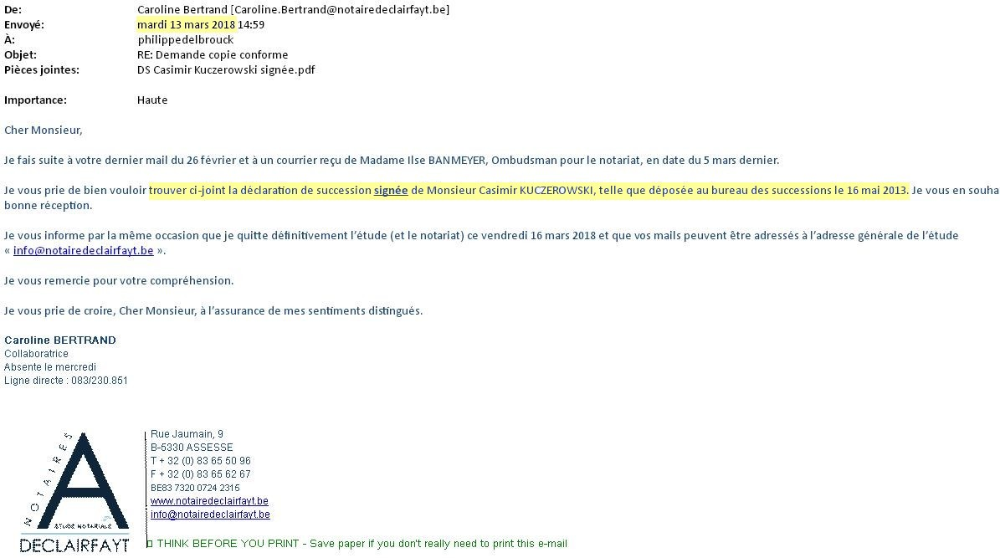 De: Caroline Bertrand [Caroline.Bertrand@notairedeclairfayt.be]
Envoyé: mardi 13 mars 2018 14:59
À: philippedelbrouck
Objet: RE: Demande copie conforme
Pièces jointes: DS Casimir Kuczerowski signée.pdf
Importance: Haute
Cher Monsieur,
Je fais suite à votre dernier mail du 26 février et à un courrier reçu de Madame Ilse BANMEYER, Ombudsman pour le notariat, en date du 5 mars dernier.
Je vous prie de bien vouloir trouver ci-joint la déclaration de succession signée de Monsieur Casimir KUCZEROWSKI, telle que déposée au bureau des successions le 16 mai 2013. Je vous en souha
bonne réception.
Je vous informe par la même occasion que je quitte définitivement l'étude (et le notariat) ce vendredi 16 mars 2018 et que vos mails peuvent être adressés à l'adresse générale de l'étude
« info@notairedeclairfayt.be ».
Je vous remercie pour votre compréhension.
Je vous prie de croire, Cher Monsieur, à l'assurance de mes sentiments distingués.
Caroline BERTRAND
Collaboratrice
Absente le mercredi
Ligne directe : 083/230.851
NOTAIRES
A
ETUDE NOTARIALE
DECLAIRFAYT
Rue Jaumain, 9
B-5330 ASSESSE
T + 32 (0) 83 65 50 96
F + 32 (0) 83 65 62 67
BE83 7320 0724 2315
www.notairedeclairfayt.be
info@notairedeclairfayt.be
THINK BEFORE YOU PRINT - Save paper if you don't really need to print this e-mail